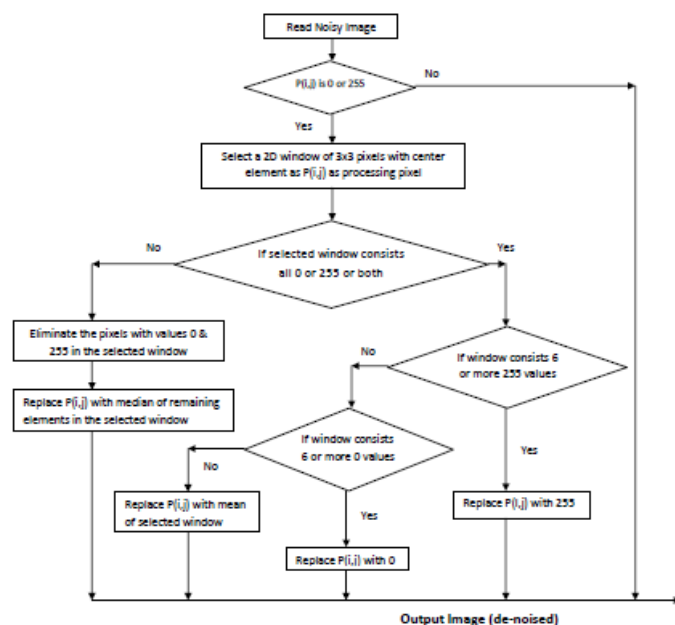 Read Noisy Image
P(i,j) is 0 or 255
No
Yes
Select a 2D window of 3x3 pixels with center
element as P(i,j) as processing pixel
No
Yes
If selected window consists
all 0 or 255 or both
Eliminate the pixels with values 0 &
255 in the selected window
No
If window consists 6
or more 255 values
Replace P(i,j) with median of remaining
elements in the selected window
If window consists
6 or more 0 values
No
Yes
Replace P(i,j) with mean
of selected window
Replace P(i,j) with 255
Yes
Replace P(i,j) with 0
Output Image (de-noised)